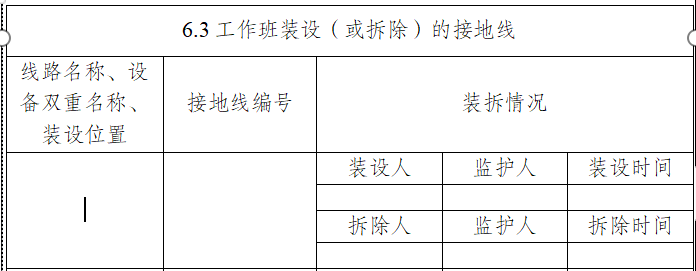 6.3 工作班装设（或拆除）的接地线
线路名称、设
备双重名称、
装设位置
接地线编号
装拆情况
装设人 监护人 装设时间
拆除人 监护人 拆除时间